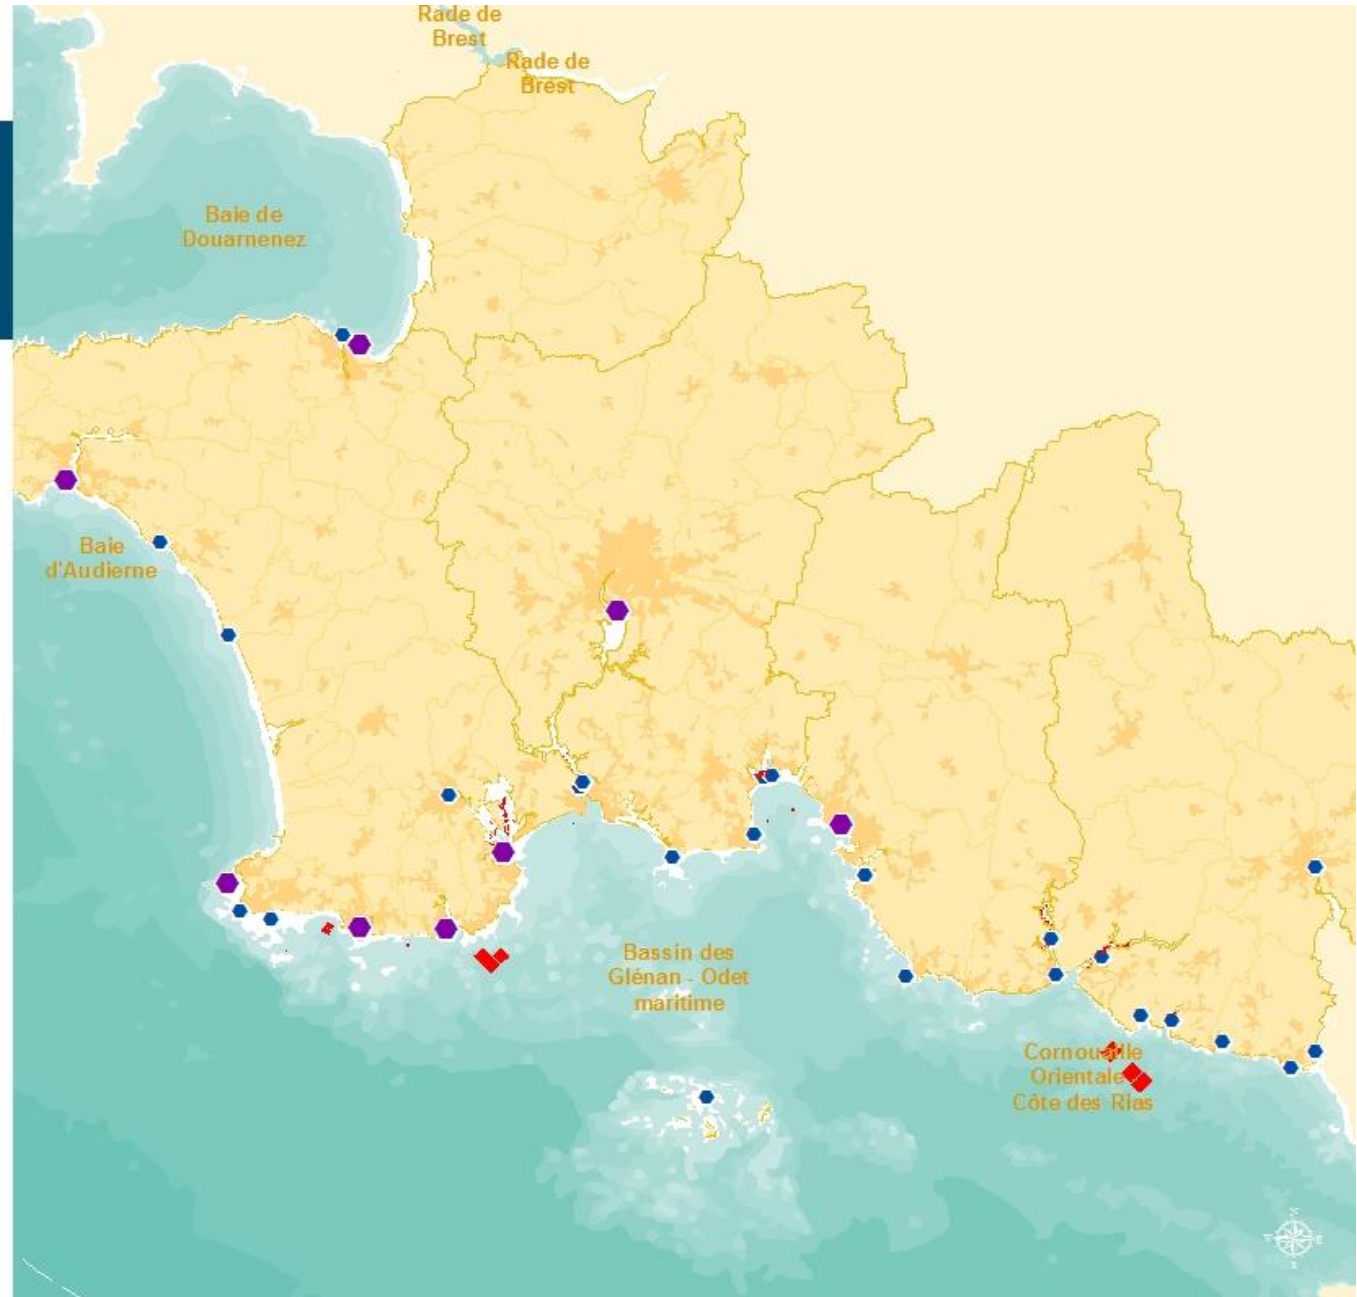 Rade de
Brest
Rade de
Brest
Baie de
Douarnenez
Baie
d'Audierne
Bassin des
Glénan - Odet
maritime
Cornouaille
Orientale -
Côte des Rias